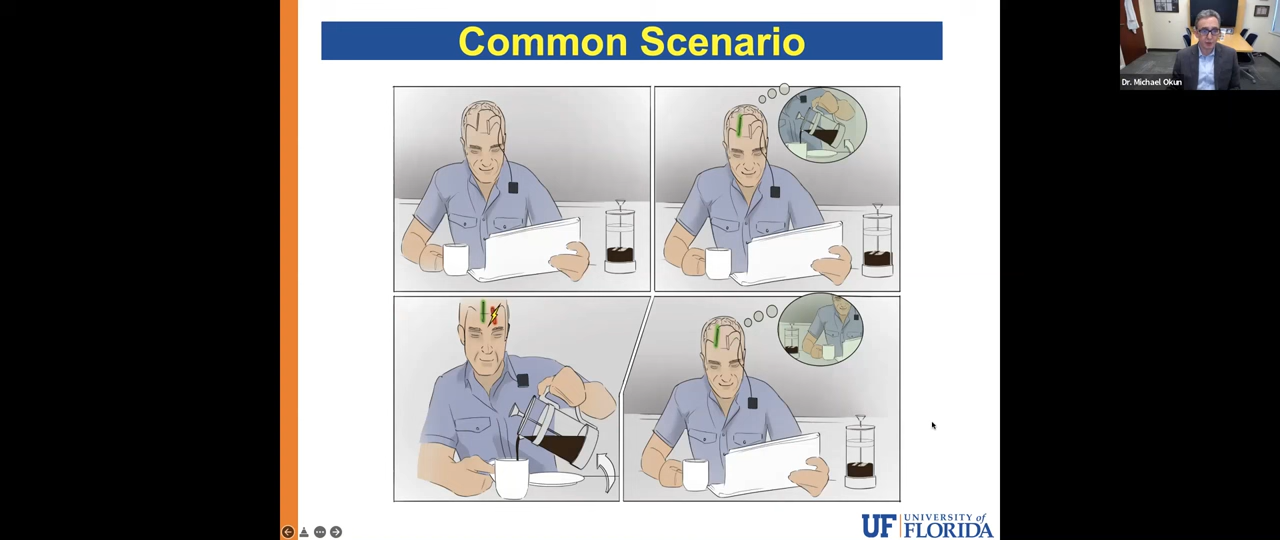 Common Scenario
Dr. Michael Okun
UF UNIVERSITY of
FLORIDA